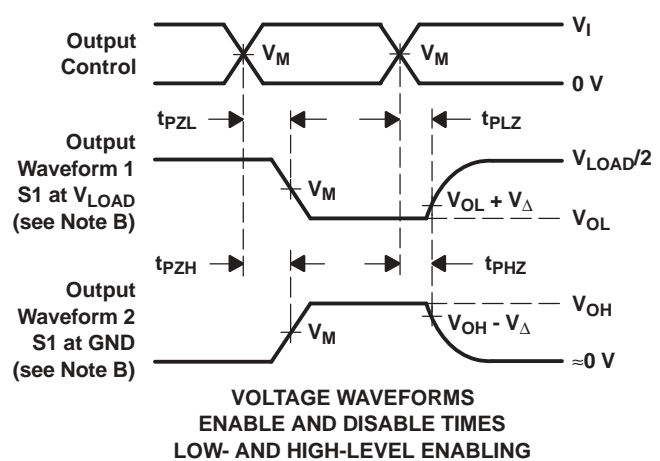 Output
Control
V_I
V_M
V_M
0 V
t_PZL
t_PLZ
Output
Waveform 1
S1 at V_LOAD
(see Note B)
V_LOAD/2
V_M
V_OL + V_Δ
V_OL
t_PZH
t_PHZ
Output
Waveform 2
S1 at GND
(see Note B)
V_OH
V_M
V_OH - V_Δ
≈0 V
VOLTAGE WAVEFORMS
ENABLE AND DISABLE TIMES
LOW- AND HIGH-LEVEL ENABLING